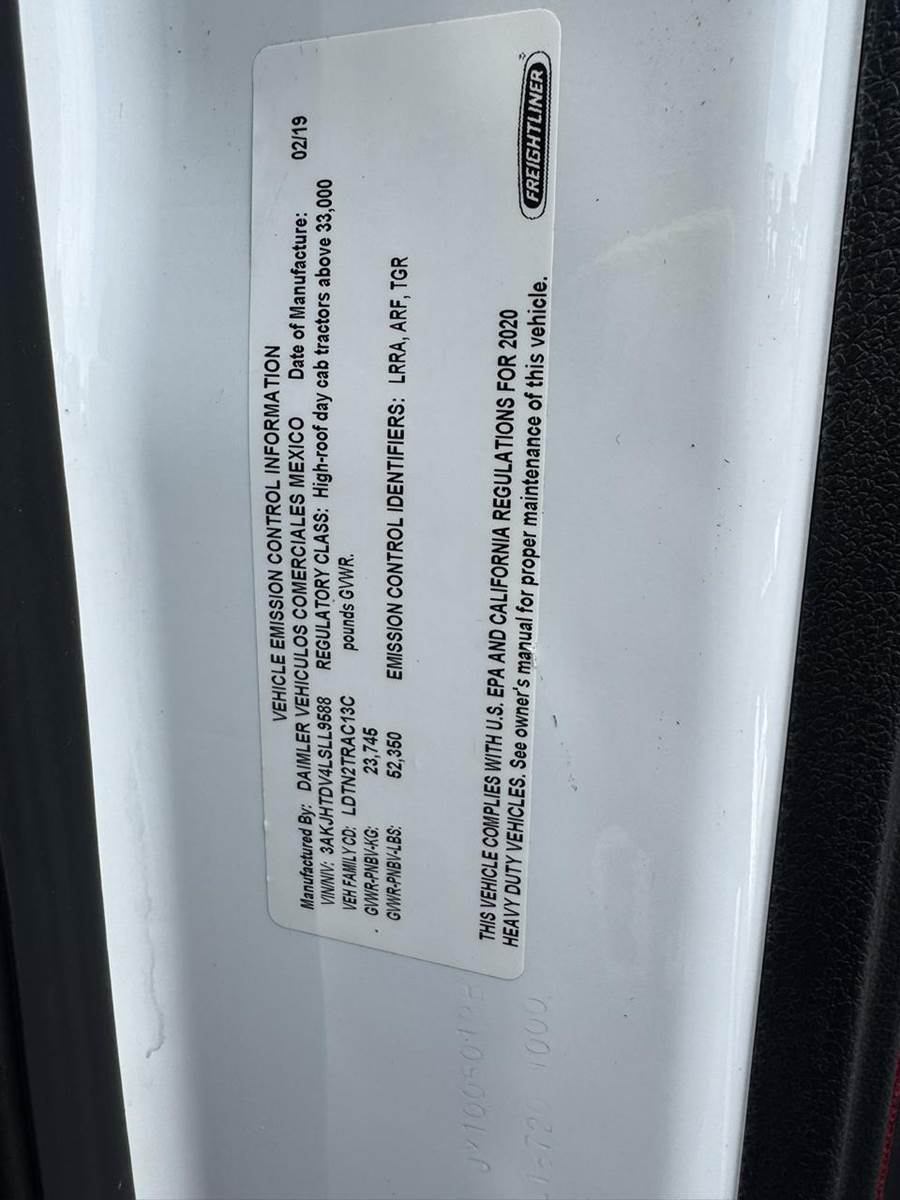 VEHICLE EMISSION CONTROL INFORMATION
Manufactured By: DAIMLER VEHICULOS COMERCIALES MEXICO Date of Manufacture: 02/19
VIN/NIV: 3AKJHTDV4LSLL9588 REGULATORY CLASS: High-roof day cab tractors above 33,000
VEH FAMILY CD: LDTN2TRAC13C pounds GVWR.
GVWR-PNBV-KG: 23,745
GVWR-PNBV-LBS: 52,350 EMISSION CONTROL IDENTIFIERS: LRRA, ARF, TGR
THIS VEHICLE COMPLIES WITH U.S. EPA AND CALIFORNIA REGULATIONS FOR 2020
HEAVY DUTY VEHICLES. See owner's manual for proper maintenance of this vehicle.
FREIGHTLINER